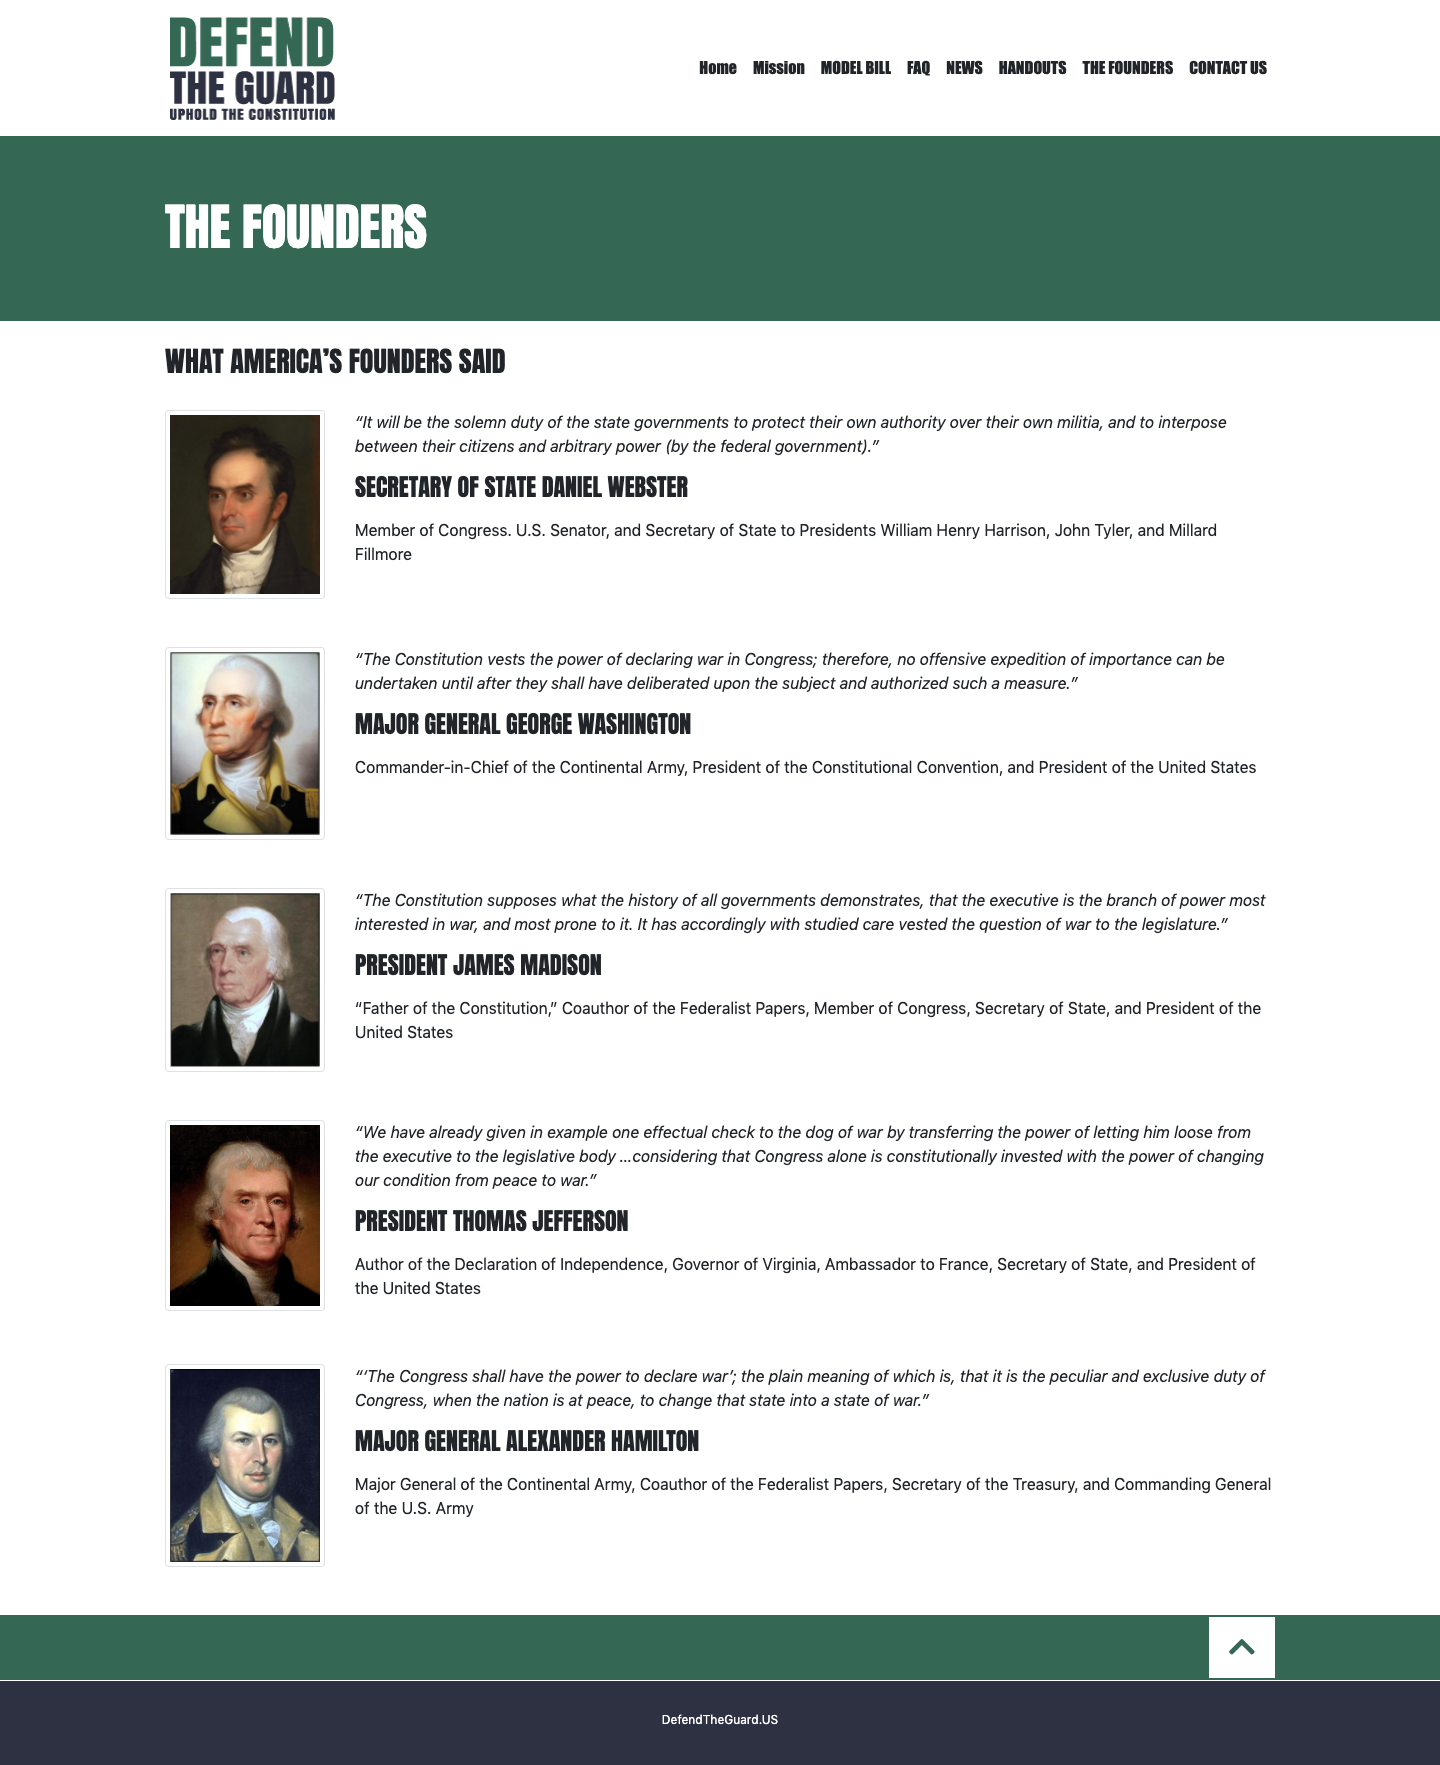 DEFEND
THE GUARD
UPHOLD THE CONSTITUTION
Home Mission MODEL BILL FAQ NEWS HANDOUTS THE FOUNDERS CONTACT US
THE FOUNDERS
WHAT AMERICA’S FOUNDERS SAID
“It will be the solemn duty of the state governments to protect their own authority over their own militia, and to interpose
between their citizens and arbitrary power (by the federal government).”
SECRETARY OF STATE DANIEL WEBSTER
Member of Congress. U.S. Senator, and Secretary of State to Presidents William Henry Harrison, John Tyler, and Millard
Fillmore
“The Constitution vests the power of declaring war in Congress; therefore, no offensive expedition of importance can be
undertaken until after they shall have deliberated upon the subject and authorized such a measure.”
MAJOR GENERAL GEORGE WASHINGTON
Commander-in-Chief of the Continental Army, President of the Constitutional Convention, and President of the United States
“The Constitution supposes what the history of all governments demonstrates, that the executive is the branch of power most
interested in war, and most prone to it. It has accordingly with studied care vested the question of war to the legislature.”
PRESIDENT JAMES MADISON
“Father of the Constitution,” Coauthor of the Federalist Papers, Member of Congress, Secretary of State, and President of the
United States
“We have already given in example one effectual check to the dog of war by transferring the power of letting him loose from
the executive to the legislative body …considering that Congress alone is constitutionally invested with the power of changing
our condition from peace to war.”
PRESIDENT THOMAS JEFFERSON
Author of the Declaration of Independence, Governor of Virginia, Ambassador to France, Secretary of State, and President of
the United States
“‘The Congress shall have the power to declare war’; the plain meaning of which is, that it is the peculiar and exclusive duty of
Congress, when the nation is at peace, to change that state into a state of war.”
MAJOR GENERAL ALEXANDER HAMILTON
Major General of the Continental Army, Coauthor of the Federalist Papers, Secretary of the Treasury, and Commanding General
of the U.S. Army
DefendTheGuard.US